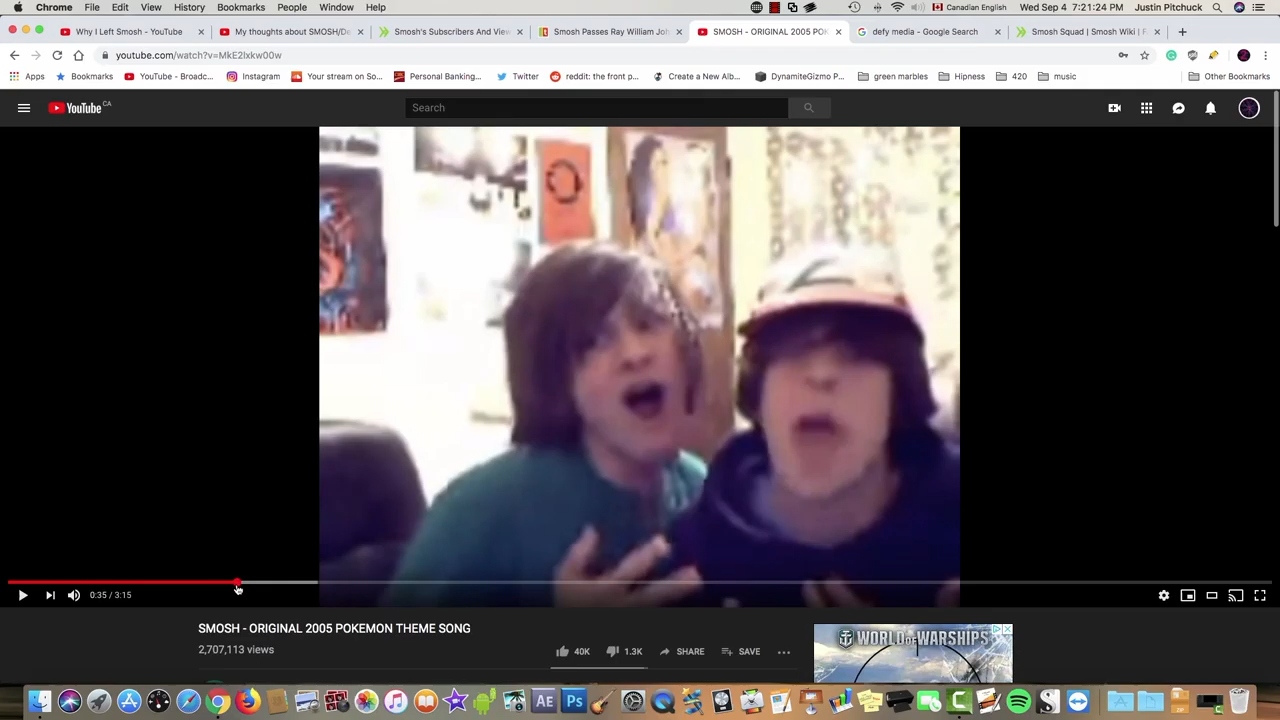 Chrome File Edit View History Bookmarks People Window Help Canadian English Wed Sep 4 7:21:24 PM Justin Pitchuck
Why I Left Smosh - YouTube My thoughts about SMOSH/De Smosh's Subscribers And View Smosh Passes Ray William Joh SMOSH - ORIGINAL 2005 POK defy media - Google Search Smosh Squad | Smosh Wiki | F
youtube.com/watch?v=MkE2lxkw00w
Apps Bookmarks YouTube - Broadc... Instagram Your stream on So... Personal Banking... Twitter reddit: the front p... Create a New Alb... DynamiteGizmo P... green marbles Hipness 420 music Other Bookmarks
YouTube CA Search
0:35 / 3:15
SMOSH - ORIGINAL 2005 POKEMON THEME SONG
2,707,113 views
40K 1.3K SHARE SAVE
WORLD OF WARSHIPS
AE Ps